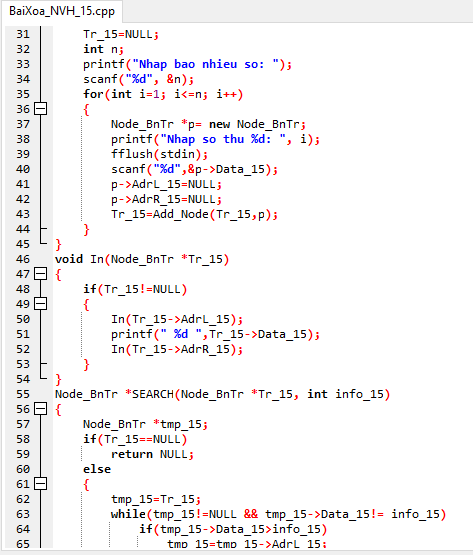 BaiXoa_NVH_15.cpp
31 Tr_15=NULL;
32 int n;
33 printf("Nhap bao nhieu so: ");
34 scanf("%d", &n);
35 for(int i=1; i<=n; i++)
36 {
37 Node_BnTr *p= new Node_BnTr;
38 printf("Nhap so thu %d: ", i);
39 fflush(stdin);
40 scanf("%d",&p->Data_15);
41 p->AdrL_15=NULL;
42 p->AdrR_15=NULL;
43 Tr_15=Add_Node(Tr_15,p);
44 }
45 }
46 void In(Node_BnTr *Tr_15)
47 {
48 if(Tr_15!=NULL)
49 {
50 In(Tr_15->AdrL_15);
51 printf(" %d ",Tr_15->Data_15);
52 In(Tr_15->AdrR_15);
53 }
54 }
55 Node_BnTr *SEARCH(Node_BnTr *Tr_15, int info_15)
56 {
57 Node_BnTr *tmp_15;
58 if(Tr_15==NULL)
59 return NULL;
60 else
61 {
62 tmp_15=Tr_15;
63 while(tmp_15!=NULL && tmp_15->Data_15!= info_15)
64 if(tmp_15->Data_15>info_15)
65 tmp_15=tmp_15->AdrL_15;